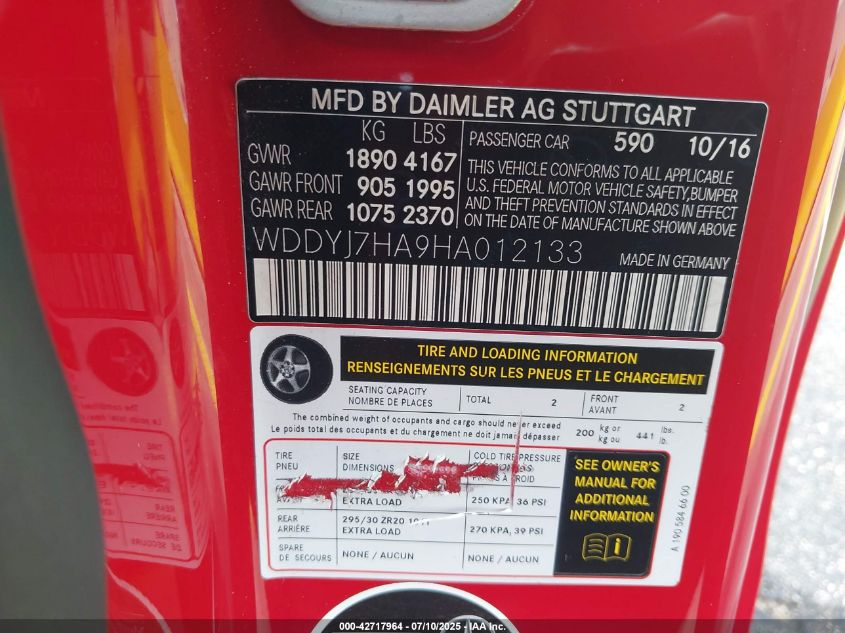 MFD BY DAIMLER AG STUTTGART
KG LBS
GVWR 1890 4167
GAWR FRONT 905 1995
GAWR REAR 1075 2370
PASSENGER CAR 590 10/16
THIS VEHICLE CONFORMS TO ALL APPLICABLE
U.S. FEDERAL MOTOR VEHICLE SAFETY, BUMPER
AND THEFT PREVENTION STANDARDS IN EFFECT
ON THE DATE OF MANUFACTURE SHOWN ABOVE
WDDYJ7HA9HA012133
MADE IN GERMANY
TIRE AND LOADING INFORMATION
RENSEIGNEMENTS SUR LES PNEUS ET LE CHARGEMENT
SEATING CAPACITY
NOMBRE DE PLACES
TOTAL 2
FRONT
AVANT 2
The combined weight of occupants and cargo should never exceed
Le poids total des occupants et du chargement ne doit jamais dépasser
200 kg or
kg ou
441 lbs.
lb.
TIRE
PNEU
SIZE
DIMENSIONS
COLD TIRE PRESSURE
EXTRA LOAD
250 KPA, 36 PSI
REAR
ARRIÈRE
295/30 ZR20
EXTRA LOAD
270 KPA, 39 PSI
SPARE
DE SECOURS
NONE / AUCUN
NONE / AUCUN
SEE OWNER'S
MANUAL FOR
ADDITIONAL
INFORMATION
A 190 584 66 00
000-42717964 - 07/10/2025 - IAA Inc.